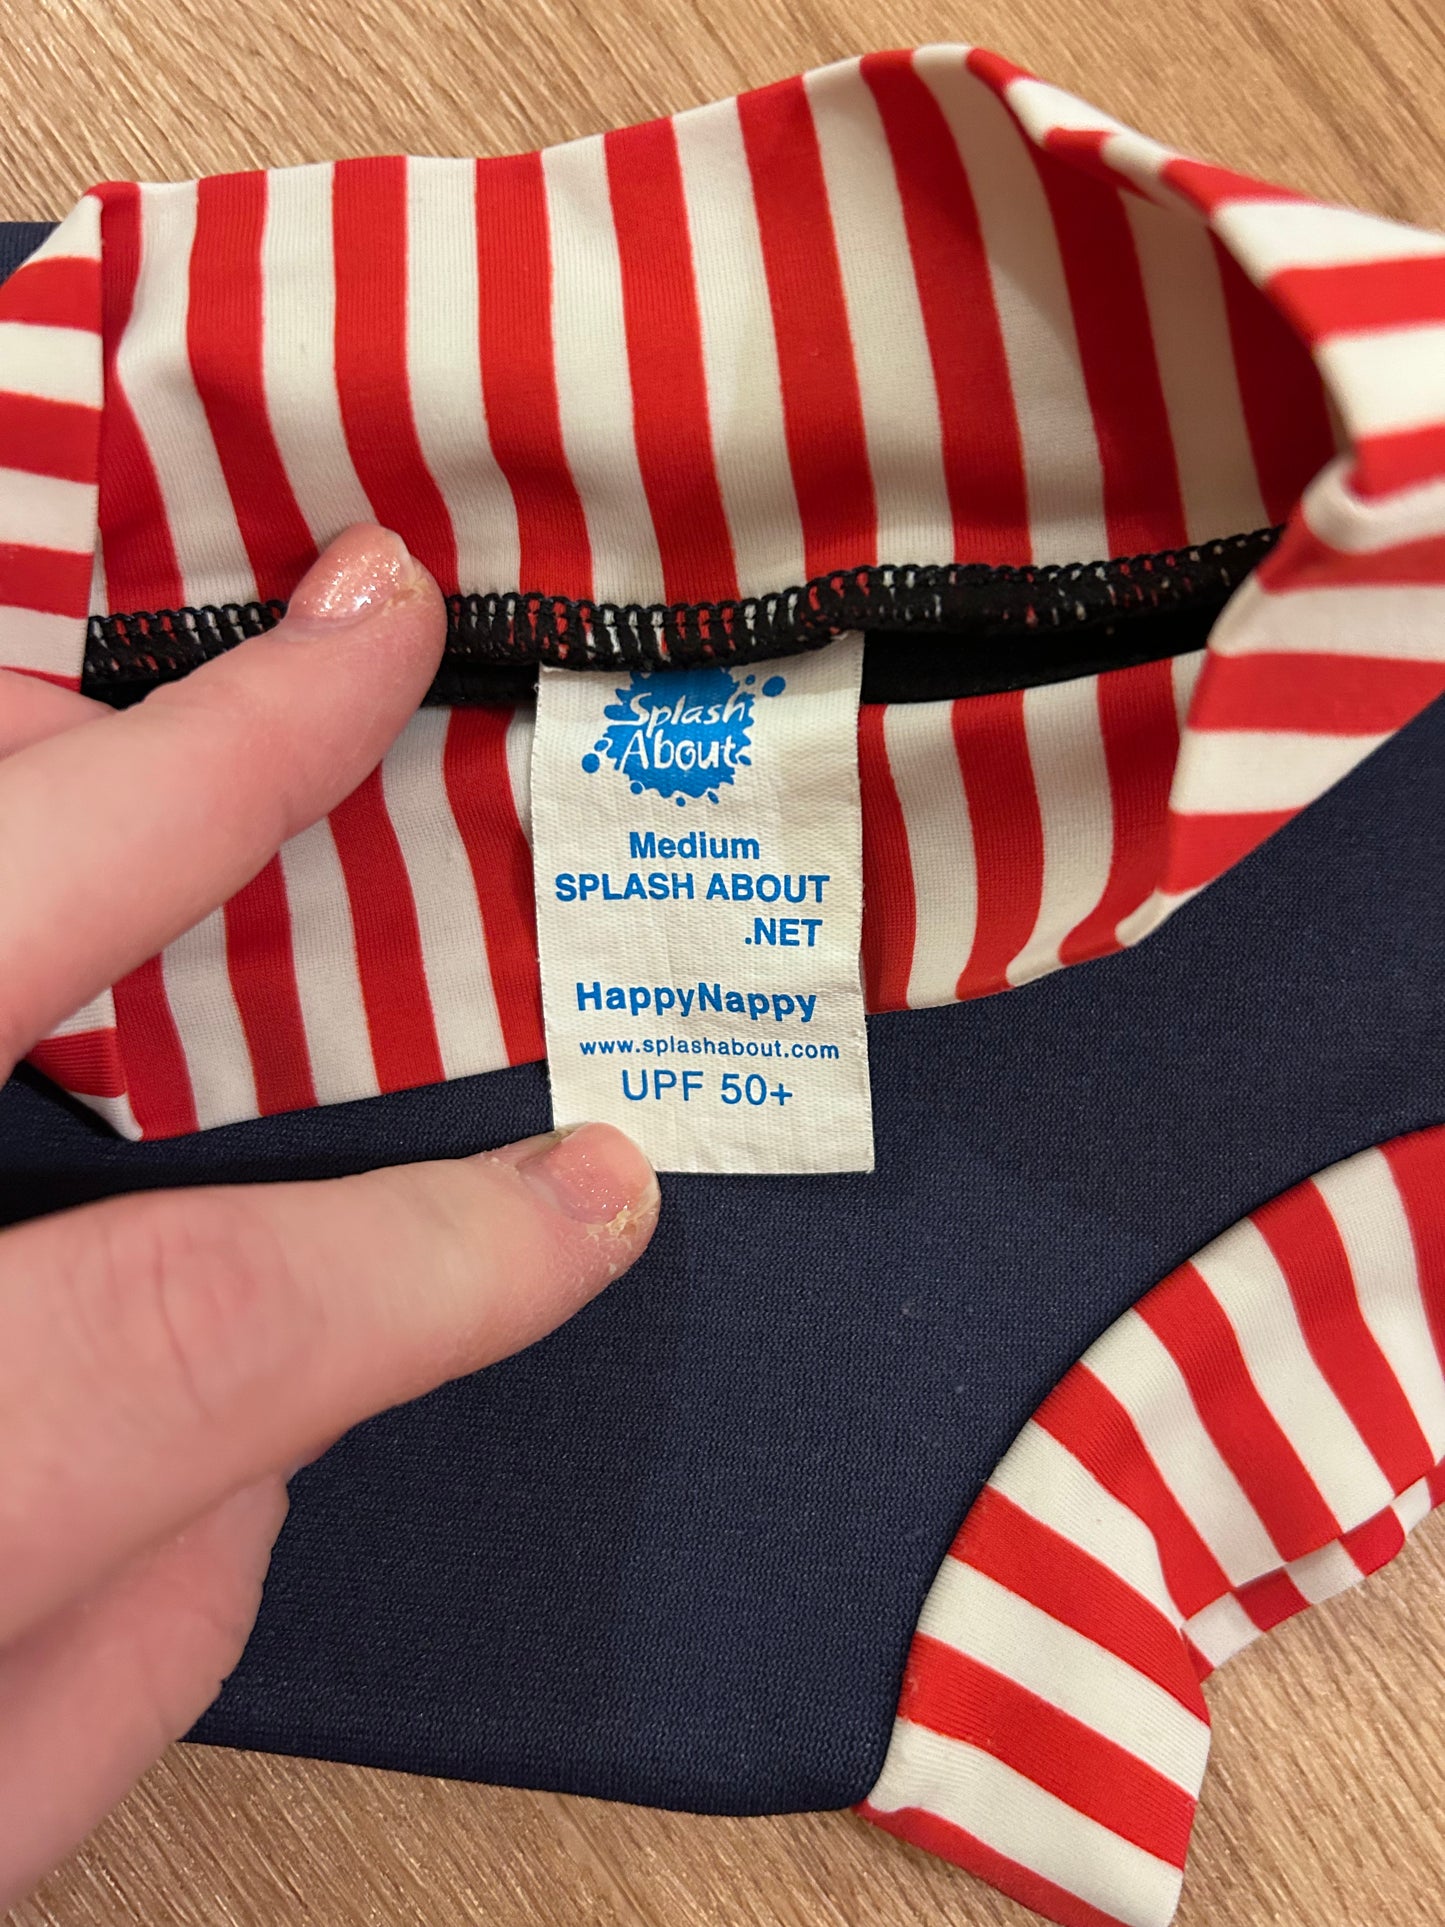 Splash
About
Medium
SPLASH ABOUT
.NET
HappyNappy
www.splashabout.com
UPF 50+